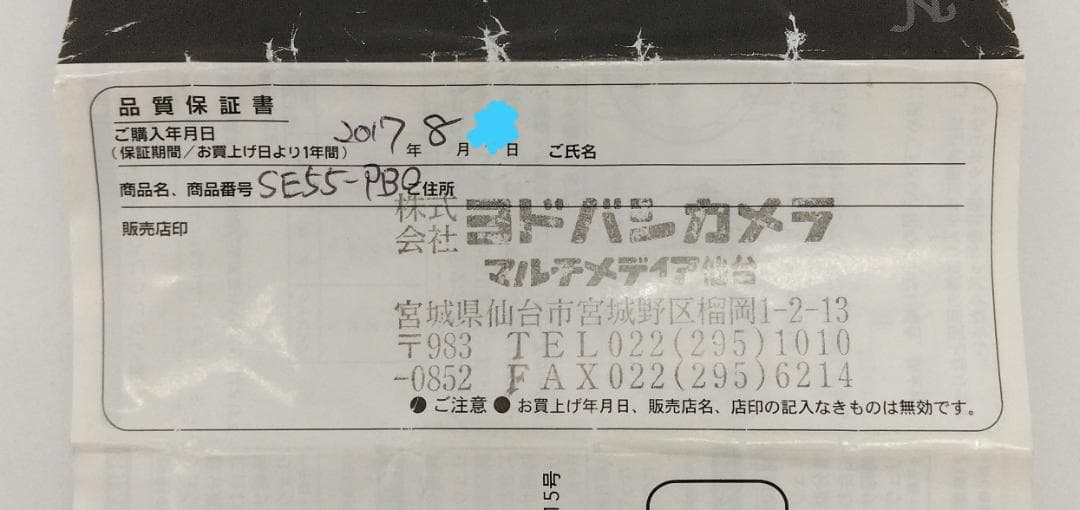 品質保証書
ご購入年月日
(保証期間/お買上げ日より1年間) 2017年 8月 日 ご氏名
商品名、商品番号 SE55-PB ご住所
販売店印
株式会社 ヨドバシカメラ
マルチメディア仙台
宮城県仙台市宮城野区榴岡1-2-13
〒983 TEL022(295)1010
-0852 FAX022(295)6214
●ご注意● お買上げ年月日、販売店名、店印の記入なきものは無効です。
5号